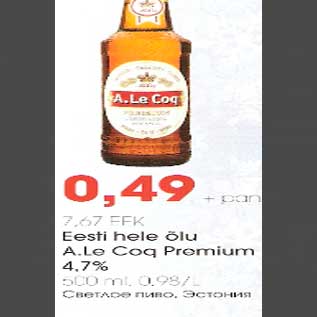 A.Le Coq
0,49 + pan
7,67 EEK
Eesti hele õlu
A.Le Coq Premium
4,7%
500 ml, 0.98/L
Светлое пиво, Эстония